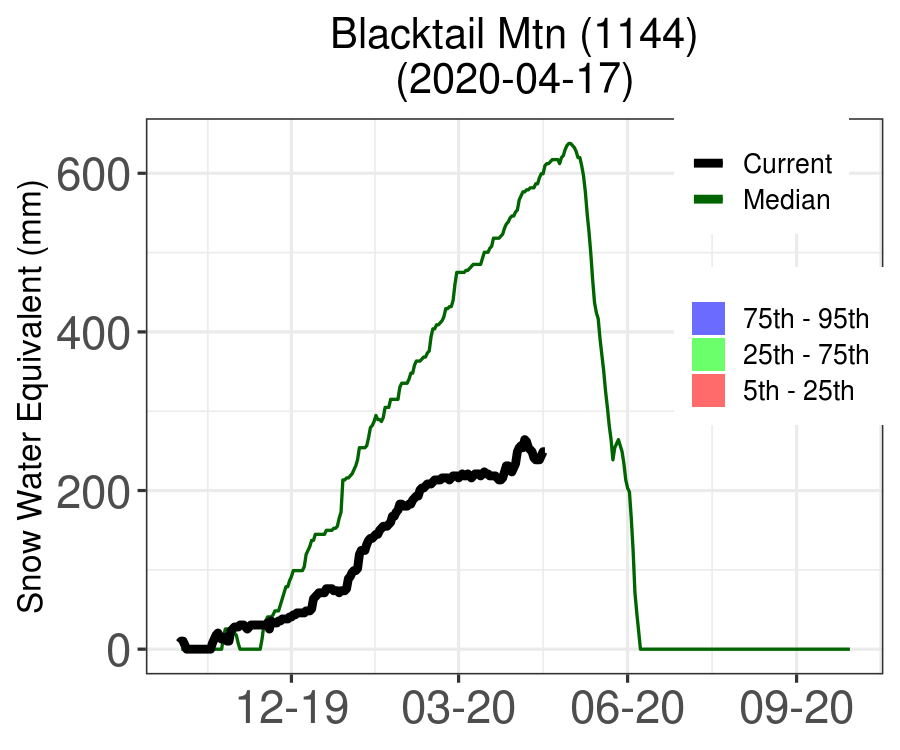 Blacktail Mtn (1144)
(2020-04-17)
Snow Water Equivalent (mm)
600
400
200
0
12-19
03-20
06-20
09-20
Current
Median
75th - 95th
25th - 75th
5th - 25th